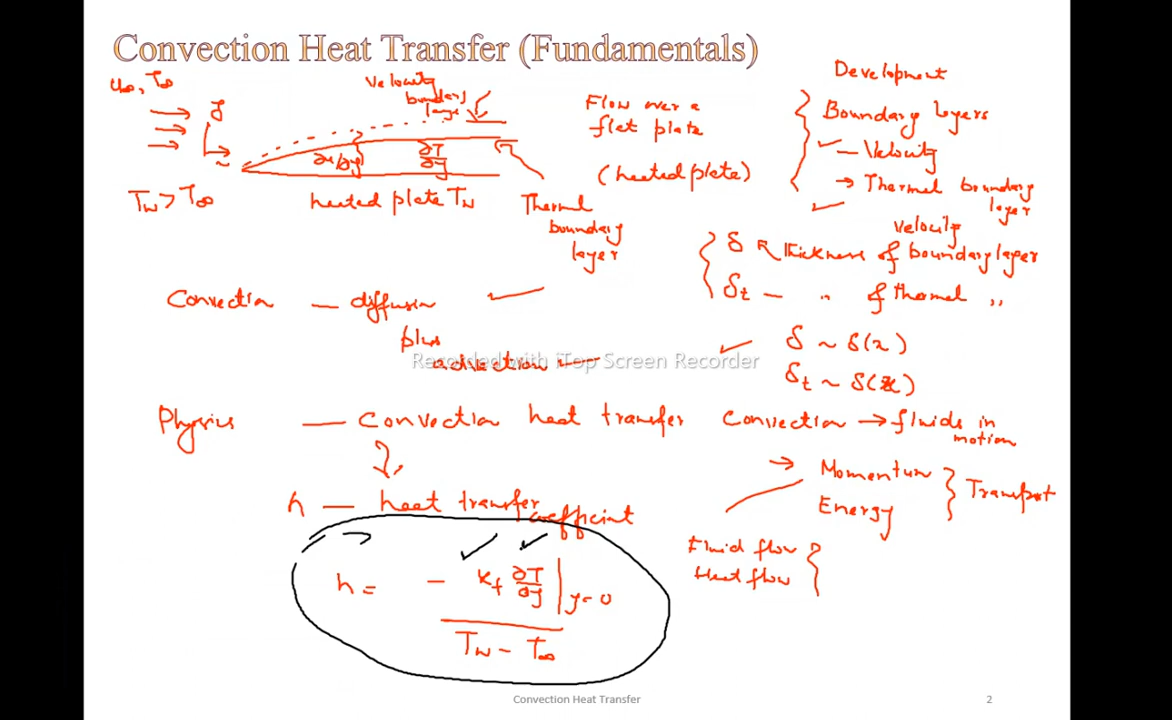 Convection Heat Transfer (Fundamentals)
u∞, T∞
y
Velocity
boundary
layer
∂u/∂y
∂T/∂y
Tw > T∞
heated plate Tw
Thermal
boundary
layer
Flow over a
flat plate
(heated plate)
Development
Boundary layers
— Velocity
→ Thermal boundary
layer
velocity
δ thickness of boundary layer
δt — " of thermal "
Convection — diffusion
plus
advection
δ ~ δ(x)
δt ~ δ(x)
Physics — Convection heat transfer
Convection → fluids in
motion
→ Momentum
Energy } Transport
h — heat transfer
coefficient
Fluid flow
Heat flow
h = - kf ∂T/∂y | y=0
Tw - T∞
Recorded with iTop Screen Recorder
Convection Heat Transfer
2